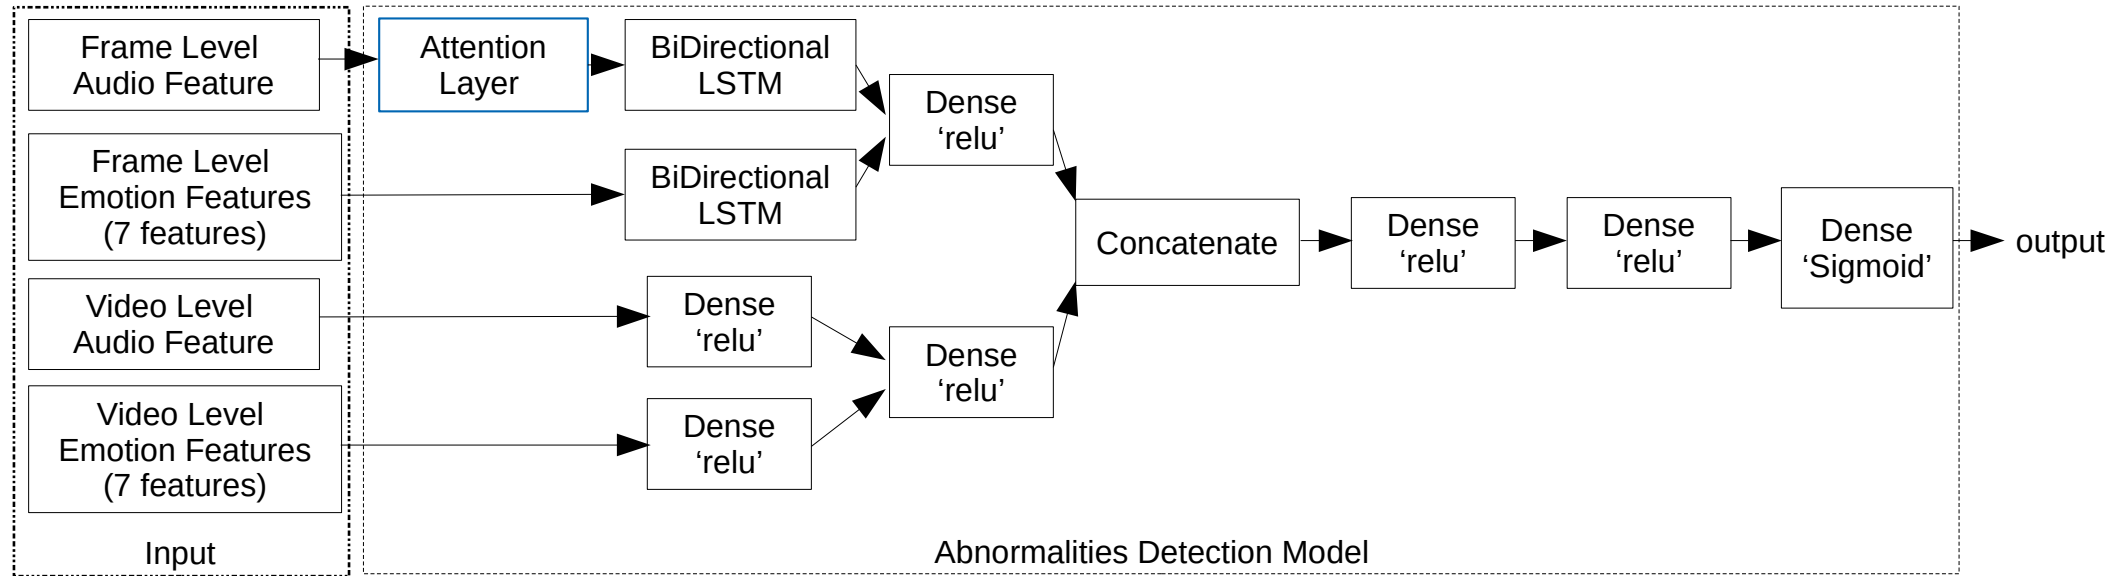 Frame Level
Audio Feature
Attention
Layer
BiDirectional
LSTM
Dense
‘relu’
Frame Level
Emotion Features
(7 features)
BiDirectional
LSTM
Concatenate
Dense
‘relu’
Dense
‘relu’
Dense
‘Sigmoid’
output
Video Level
Audio Feature
Dense
‘relu’
Dense
‘relu’
Video Level
Emotion Features
(7 features)
Dense
‘relu’
Input
Abnormalities Detection Model